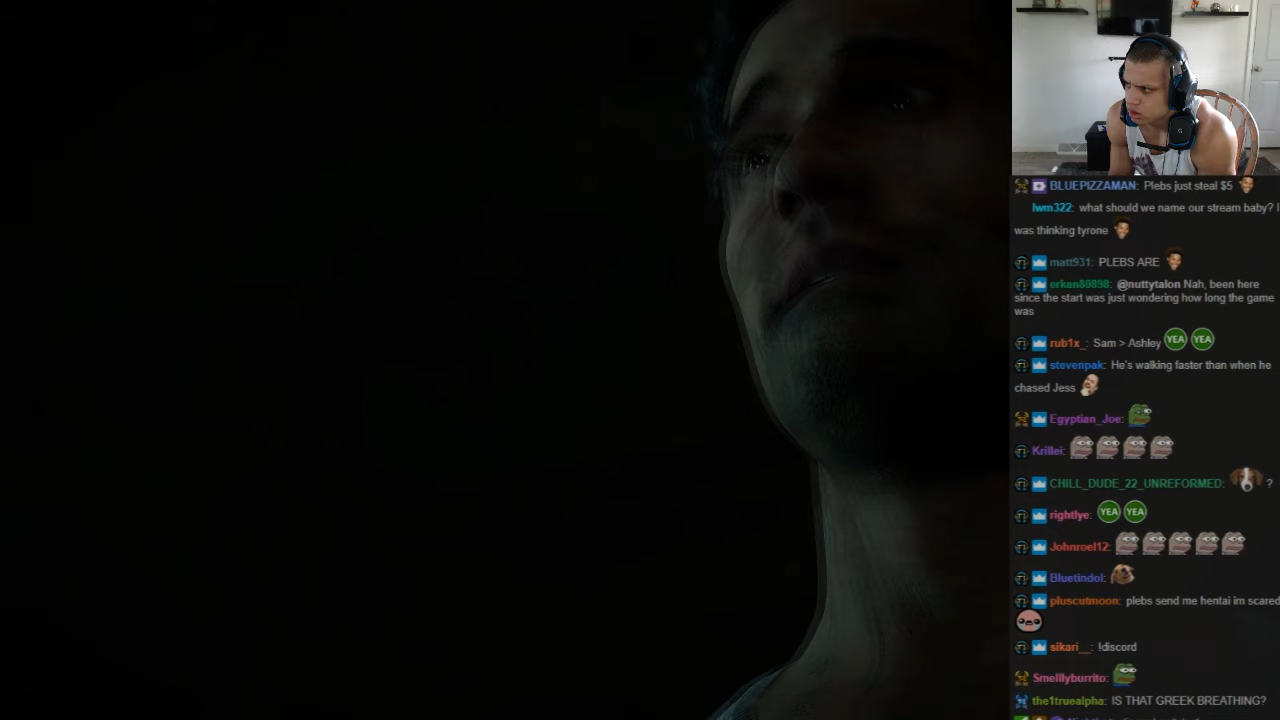 BLUEPIZZAMAN: Plebs just steal $5
lwm322: what should we name our stream baby? I
was thinking tyrone
matt931: PLEBS ARE
erkan80898: @nuttytalon Nah, been here
since the start was just wondering how long the game
was
rub1x_: Sam > Ashley YEA YEA
stevenpak: He's walking faster than when he
chased Jess
Egyptian_Joe:
Krillei:
CHILL_DUDE_22_UNREFORMED: ?
rightlye: YEA YEA
Johnroel12:
Bluetindol:
pluscutmoon: plebs send me hentai im scared
sikari__: !discord
Smelllyburrito:
the1truealpha: IS THAT GREEK BREATHING?